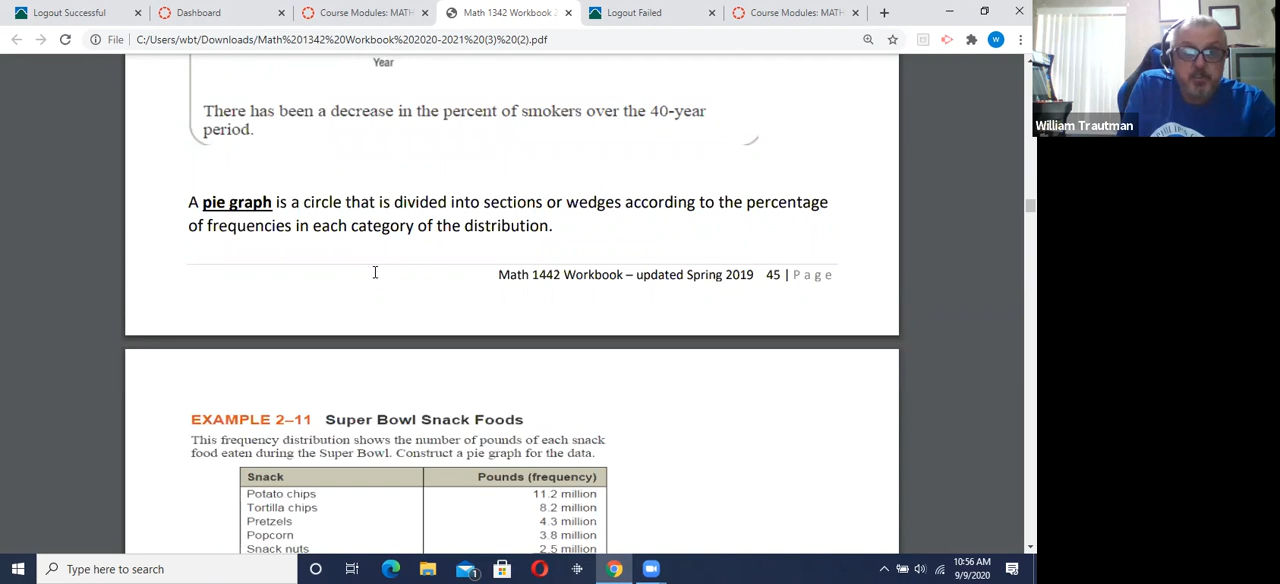 Logout Successful
Dashboard
Course Modules: MATH
Math 1342 Workbook 2
Logout Failed
Course Modules: MATH
File
C:/Users/wbt/Downloads/Math%201342%20Workbook%202020-2021%20(3)%20(2).pdf
W
Year
There has been a decrease in the percent of smokers over the 40-year
period.
A pie graph is a circle that is divided into sections or wedges according to the percentage
of frequencies in each category of the distribution.
Math 1442 Workbook – updated Spring 2019 45 | Page
EXAMPLE 2–11 Super Bowl Snack Foods
This frequency distribution shows the number of pounds of each snack
food eaten during the Super Bowl. Construct a pie graph for the data.
Snack Pounds (frequency)
Potato chips 11.2 million
Tortilla chips 8.2 million
Pretzels 4.3 million
Popcorn 3.8 million
Snack nuts 2.5 million
William Trautman
Type here to search
1
10:56 AM
9/9/2020